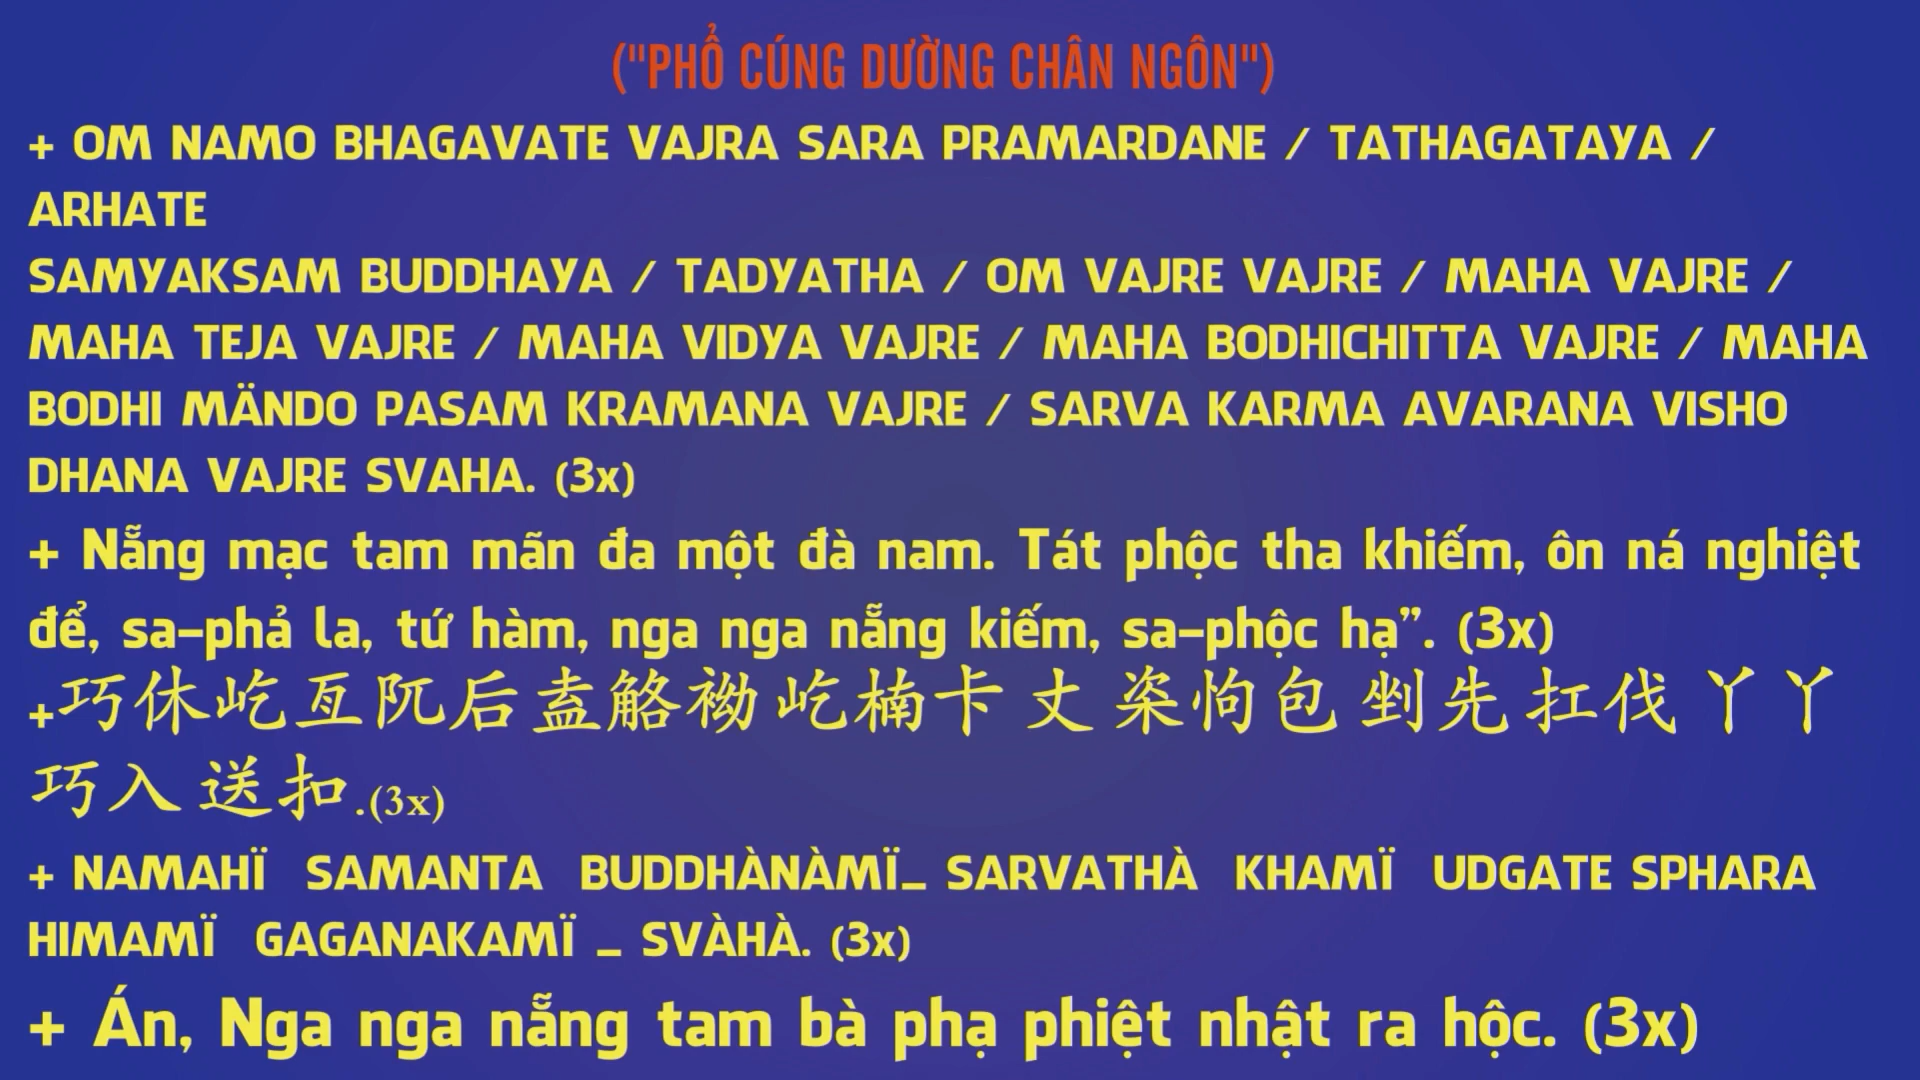 ("PHỔ CÚNG DƯỜNG CHÂN NGÔN")
+ OM NAMO BHAGAVATE VAJRA SARA PRAMARDANE / TATHAGATAYA /
ARHATE
SAMYAKSAM BUDDHAYA / TADYATHA / OM VAJRE VAJRE / MAHA VAJRE /
MAHA TEJA VAJRE / MAHA VIDYA VAJRE / MAHA BODHICHITTA VAJRE / MAHA
BODHI MÄNDO PASAM KRAMANA VAJRE / SARVA KARMA AVARANA VISHO
DHANA VAJRE SVAHA. (3x)
+ Nẵng mạc tam mãn đa một đà nam. Tát phộc tha khiếm, ôn ná nghiệt
để, sa-phả la, tứ hàm, nga nga nẵng kiếm, sa-phộc hạ”. (3x)
+巧休屹亙阮后盍觡袎屹楠卡丈 栥怐包 剉先扛伐 丫丫
巧入送扣.(3x)
+ NAMAHÏ SAMANTA BUDDHÀNÀMÏ_ SARVATHÀ KHAMÏ UDGATE SPHARA
HIMAMÏ GAGANAKAMÏ _ SVÀHÀ. (3x)
+ Án, Nga nga nẵng tam bà phạ phiệt nhật ra hộc. (3x)